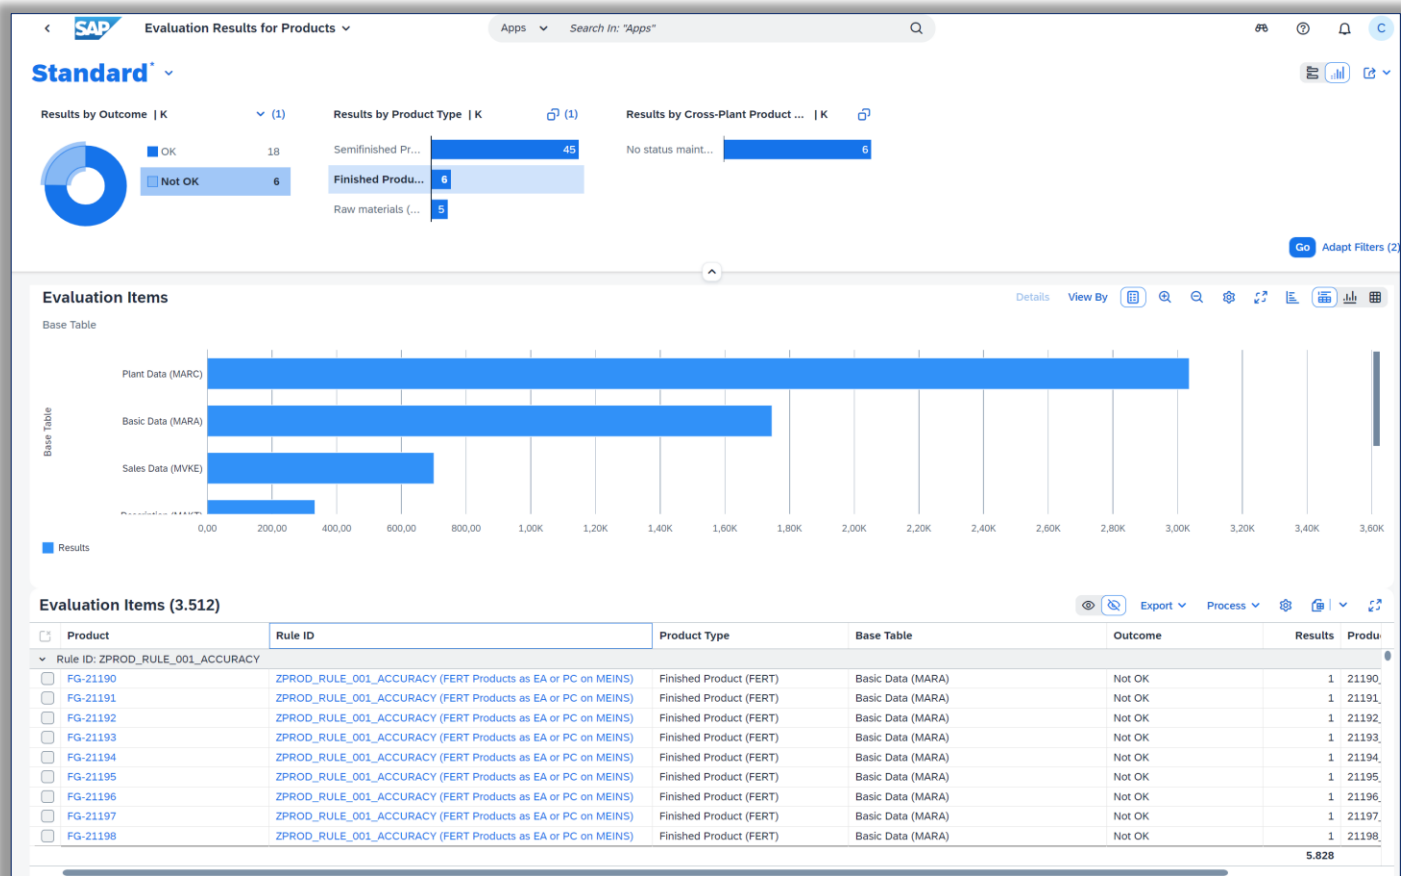 SAP Evaluation Results for Products
Apps Search In: "Apps"
C
Standard*
Results by Outcome | K (1)
OK 18
Not OK 6
Results by Product Type | K (1)
Semifinished Pr... 45
Finished Produ... 6
Raw materials (... 5
Results by Cross-Plant Product ... | K
No status maint... 6
Go Adapt Filters (2)
Evaluation Items
Details View By
Base Table
Base Table
Plant Data (MARC)
Basic Data (MARA)
Sales Data (MVKE)
Description (MAKT)
0,00 200,00 400,00 600,00 800,00 1,00K 1,20K 1,40K 1,60K 1,80K 2,00K 2,20K 2,40K 2,60K 2,80K 3,00K 3,20K 3,40K 3,60K
Results
Evaluation Items (3.512)
Export Process
Product Rule ID Product Type Base Table Outcome Results Produ
Rule ID: ZPROD_RULE_001_ACCURACY
FG-21190 ZPROD_RULE_001_ACCURACY (FERT Products as EA or PC on MEINS) Finished Product (FERT) Basic Data (MARA) Not OK 1 21190_
FG-21191 ZPROD_RULE_001_ACCURACY (FERT Products as EA or PC on MEINS) Finished Product (FERT) Basic Data (MARA) Not OK 1 21191_
FG-21192 ZPROD_RULE_001_ACCURACY (FERT Products as EA or PC on MEINS) Finished Product (FERT) Basic Data (MARA) Not OK 1 21192_
FG-21193 ZPROD_RULE_001_ACCURACY (FERT Products as EA or PC on MEINS) Finished Product (FERT) Basic Data (MARA) Not OK 1 21193_
FG-21194 ZPROD_RULE_001_ACCURACY (FERT Products as EA or PC on MEINS) Finished Product (FERT) Basic Data (MARA) Not OK 1 21194_
FG-21195 ZPROD_RULE_001_ACCURACY (FERT Products as EA or PC on MEINS) Finished Product (FERT) Basic Data (MARA) Not OK 1 21195_
FG-21196 ZPROD_RULE_001_ACCURACY (FERT Products as EA or PC on MEINS) Finished Product (FERT) Basic Data (MARA) Not OK 1 21196_
FG-21197 ZPROD_RULE_001_ACCURACY (FERT Products as EA or PC on MEINS) Finished Product (FERT) Basic Data (MARA) Not OK 1 21197_
FG-21198 ZPROD_RULE_001_ACCURACY (FERT Products as EA or PC on MEINS) Finished Product (FERT) Basic Data (MARA) Not OK 1 21198_
5.828